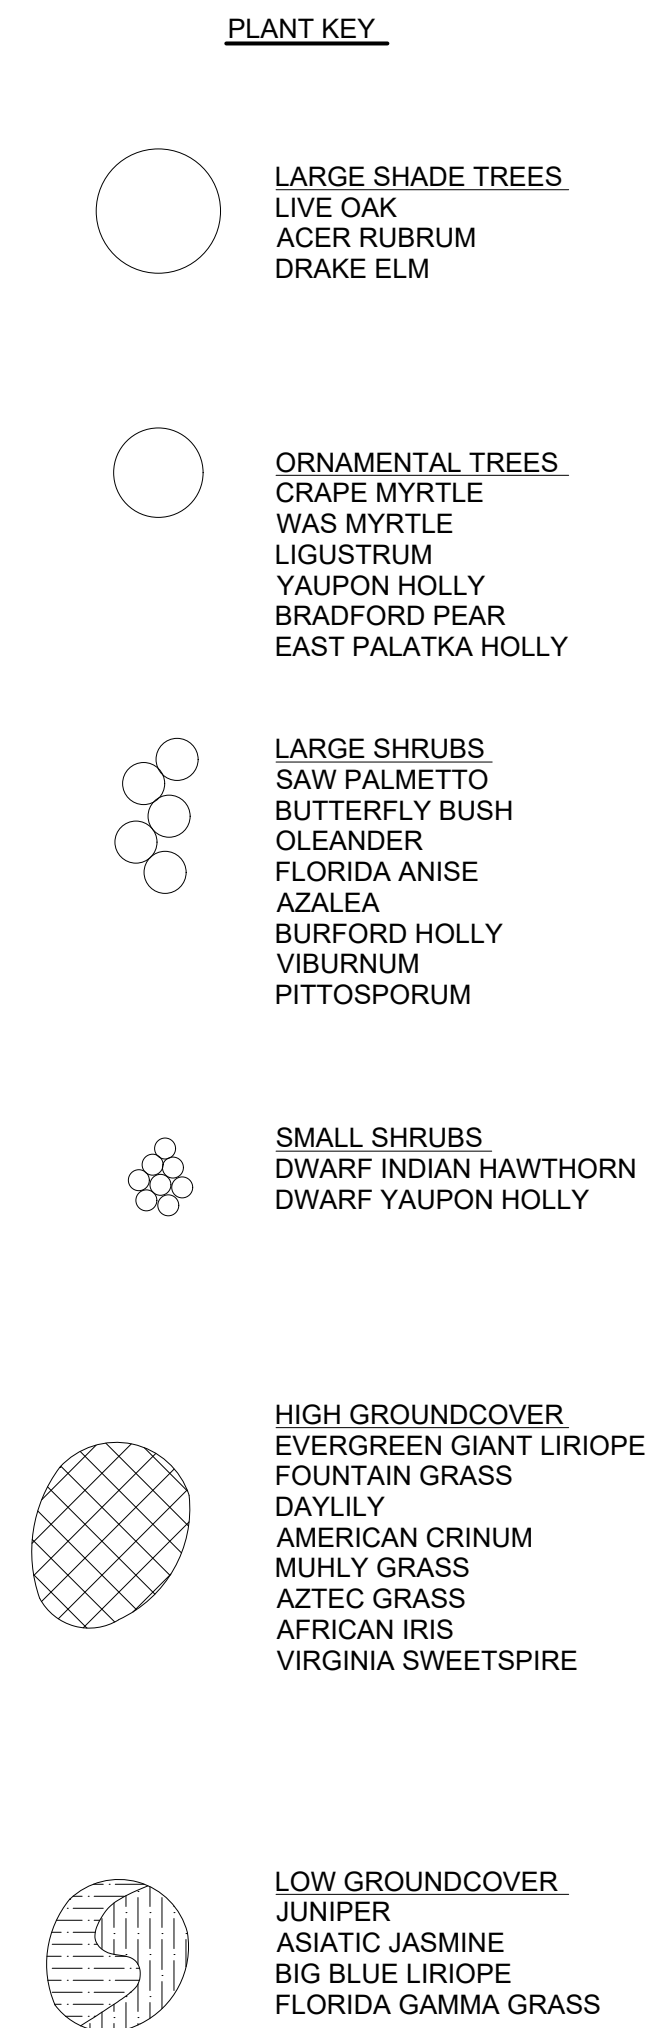 PLANT KEY
LARGE SHADE TREES
LIVE OAK
ACER RUBRUM
DRAKE ELM
ORNAMENTAL TREES
CRAPE MYRTLE
WAS MYRTLE
LIGUSTRUM
YAUPON HOLLY
BRADFORD PEAR
EAST PALATKA HOLLY
LARGE SHRUBS
SAW PALMETTO
BUTTERFLY BUSH
OLEANDER
FLORIDA ANISE
AZALEA
BURFORD HOLLY
VIBURNUM
PITTOSPORUM
SMALL SHRUBS
DWARF INDIAN HAWTHORN
DWARF YAUPON HOLLY
HIGH GROUNDCOVER
EVERGREEN GIANT LIRIOPE
FOUNTAIN GRASS
DAYLILY
AMERICAN CRINUM
MUHLY GRASS
AZTEC GRASS
AFRICAN IRIS
VIRGINIA SWEETSPIRE
LOW GROUNDCOVER
JUNIPER
ASIATIC JASMINE
BIG BLUE LIRIOPE
FLORIDA GAMMA GRASS